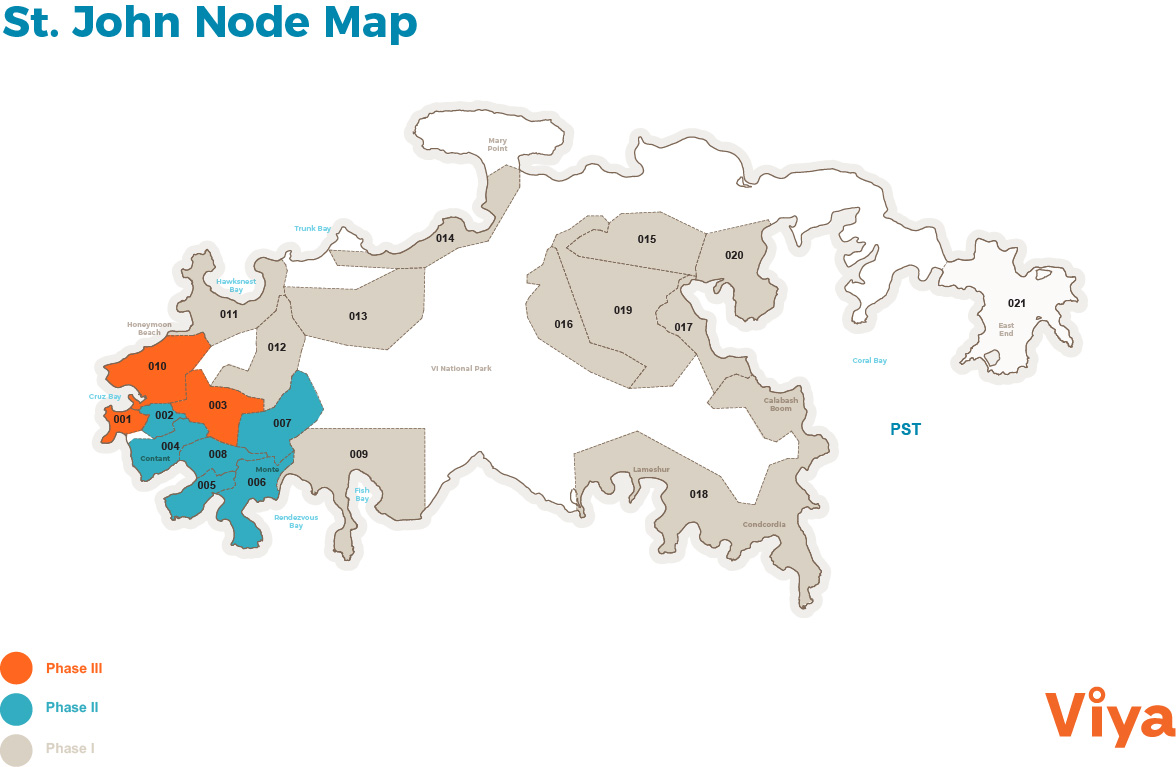 St. John Node Map
Mary
Point
Trunk Bay
014
015
020
Hawksnest
Bay
011
013
016
019
017
021
Honeymoon
Beach
East
End
012
010
VI National Park
Coral Bay
Cruz Bay
001
002
003
007
Calabash
Boom
PST
004
Contant
008
009
Monte
005
006
Lameshur
018
Fish
Bay
Rendezvous
Bay
Condcordia
Phase III
Phase II
Phase I
Viya